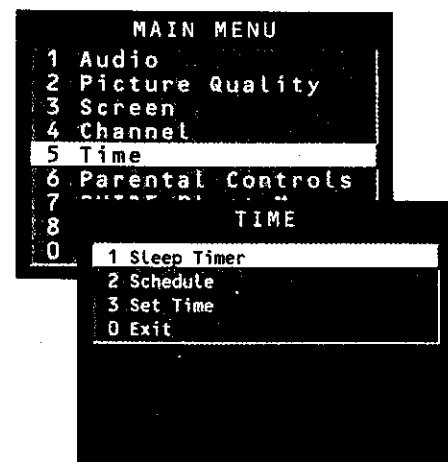 MAIN MENU
1 Audio
2 Picture Quality
3 Screen
4 Channel
5 Time
6 Parental Controls
7
8
0
TIME
1 Sleep Timer
2 Schedule
3 Set Time
0 Exit